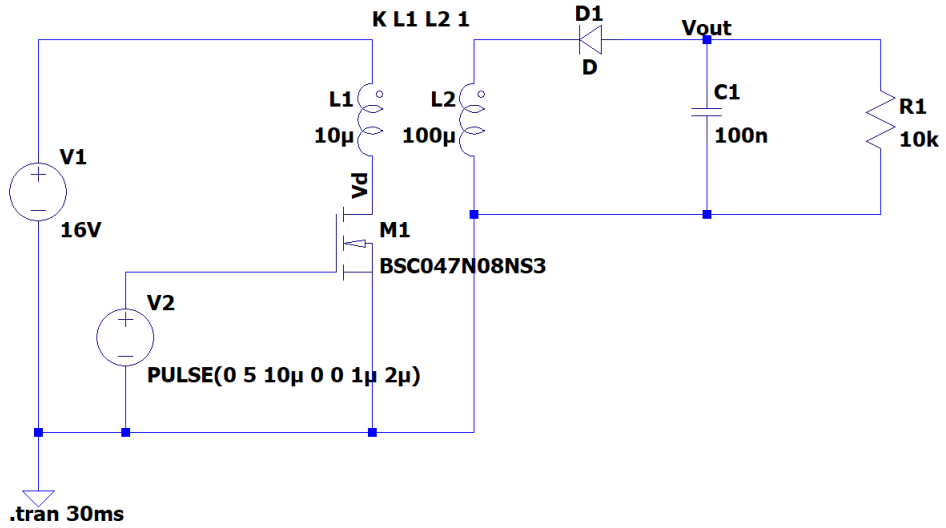 K L1 L2 1
D1
D
Vout
L1
10µ
L2
100µ
C1
100n
R1
10k
V1
16V
Vd
M1
BSC047N08NS3
V2
PULSE(0 5 10µ 0 0 1µ 2µ)
.tran 30ms